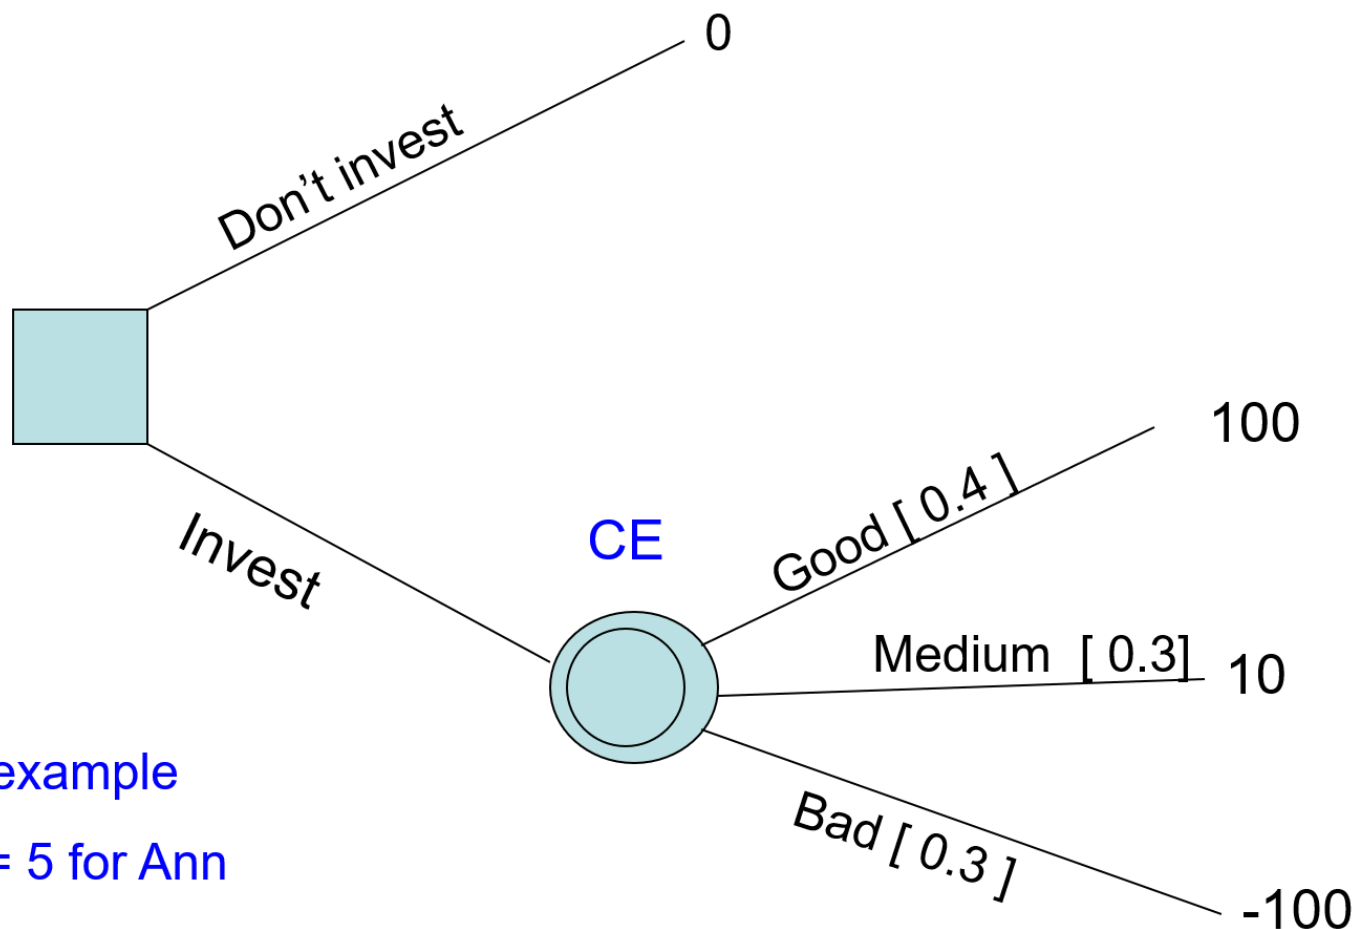 0
Don't invest
100
Good [ 0.4 ]
Invest
CE
Medium [ 0.3]
10
example
Bad [ 0.3 ]
= 5 for Ann
-100